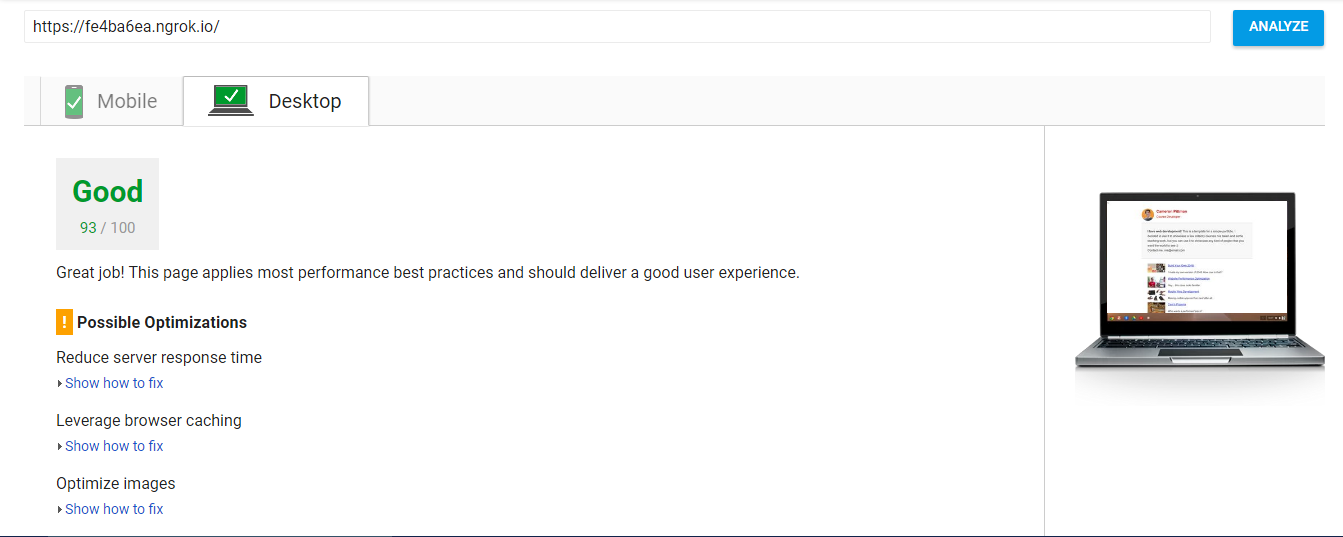 https://fe4ba6ea.ngrok.io/
ANALYZE
Mobile
Desktop
Good
93 / 100
Great job! This page applies most performance best practices and should deliver a good user experience.
! Possible Optimizations
Reduce server response time
Show how to fix
Leverage browser caching
Show how to fix
Optimize images
Show how to fix
Cameron Pittman